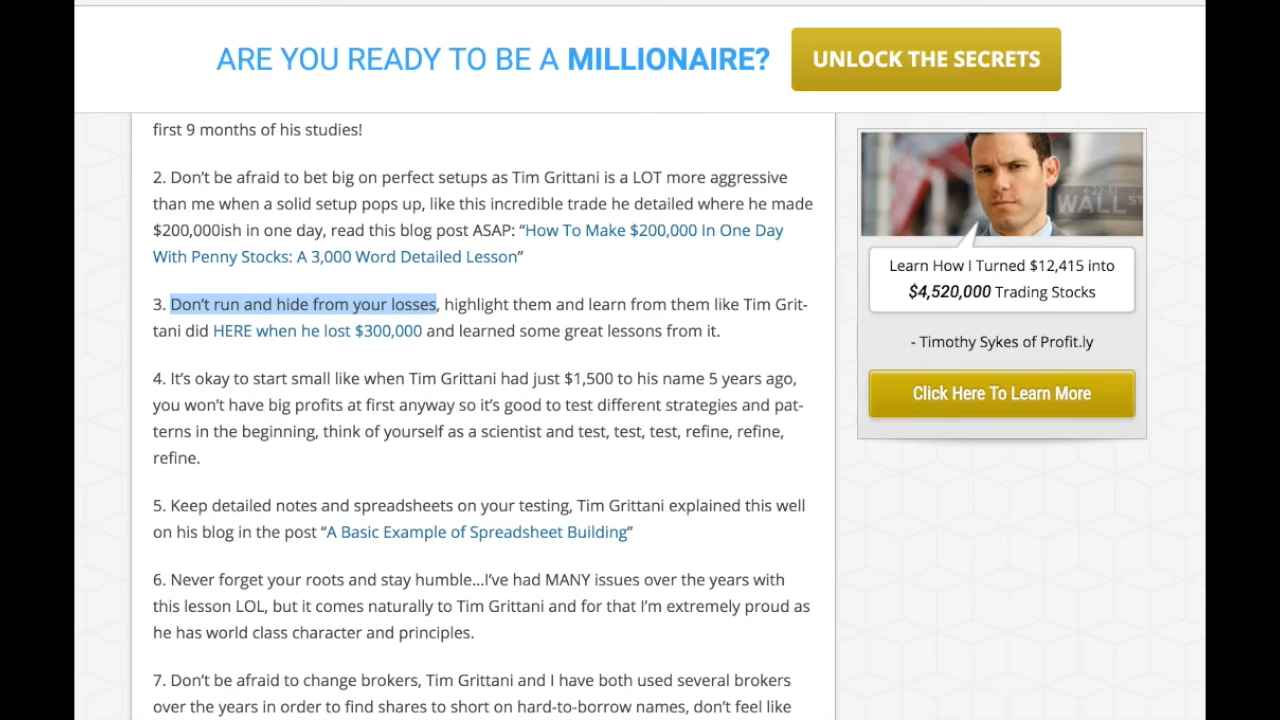 ARE YOU READY TO BE A MILLIONAIRE?
UNLOCK THE SECRETS
first 9 months of his studies!
2. Don’t be afraid to bet big on perfect setups as Tim Grittani is a LOT more aggressive
than me when a solid setup pops up, like this incredible trade he detailed where he made
$200,000ish in one day, read this blog post ASAP: “How To Make $200,000 In One Day
With Penny Stocks: A 3,000 Word Detailed Lesson”
3. Don’t run and hide from your losses, highlight them and learn from them like Tim Grit-
tani did HERE when he lost $300,000 and learned some great lessons from it.
4. It’s okay to start small like when Tim Grittani had just $1,500 to his name 5 years ago,
you won’t have big profits at first anyway so it’s good to test different strategies and pat-
terns in the beginning, think of yourself as a scientist and test, test, test, refine, refine,
refine.
5. Keep detailed notes and spreadsheets on your testing, Tim Grittani explained this well
on his blog in the post “A Basic Example of Spreadsheet Building”
6. Never forget your roots and stay humble…I’ve had MANY issues over the years with
this lesson LOL, but it comes naturally to Tim Grittani and for that I’m extremely proud as
he has world class character and principles.
7. Don’t be afraid to change brokers, Tim Grittani and I have both used several brokers
over the years in order to find shares to short on hard-to-borrow names, don’t feel like
WALL ST
Learn How I Turned $12,415 into
$4,520,000 Trading Stocks
- Timothy Sykes of Profit.ly
Click Here To Learn More